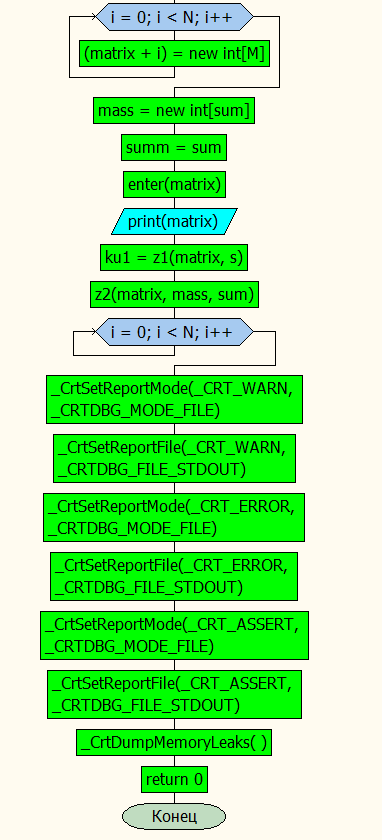 i = 0; i < N; i++
(matrix + i) = new int[M]
mass = new int[sum]
summ = sum
enter(matrix)
print(matrix)
ku1 = z1(matrix, s)
z2(matrix, mass, sum)
i = 0; i < N; i++
_CrtSetReportMode(_CRT_WARN,
_CRTDBG_MODE_FILE)
_CrtSetReportFile(_CRT_WARN,
_CRTDBG_FILE_STDOUT)
_CrtSetReportMode(_CRT_ERROR,
_CRTDBG_MODE_FILE)
_CrtSetReportFile(_CRT_ERROR,
_CRTDBG_FILE_STDOUT)
_CrtSetReportMode(_CRT_ASSERT,
_CRTDBG_MODE_FILE)
_CrtSetReportFile(_CRT_ASSERT,
_CRTDBG_FILE_STDOUT)
_CrtDumpMemoryLeaks( )
return 0
Конец